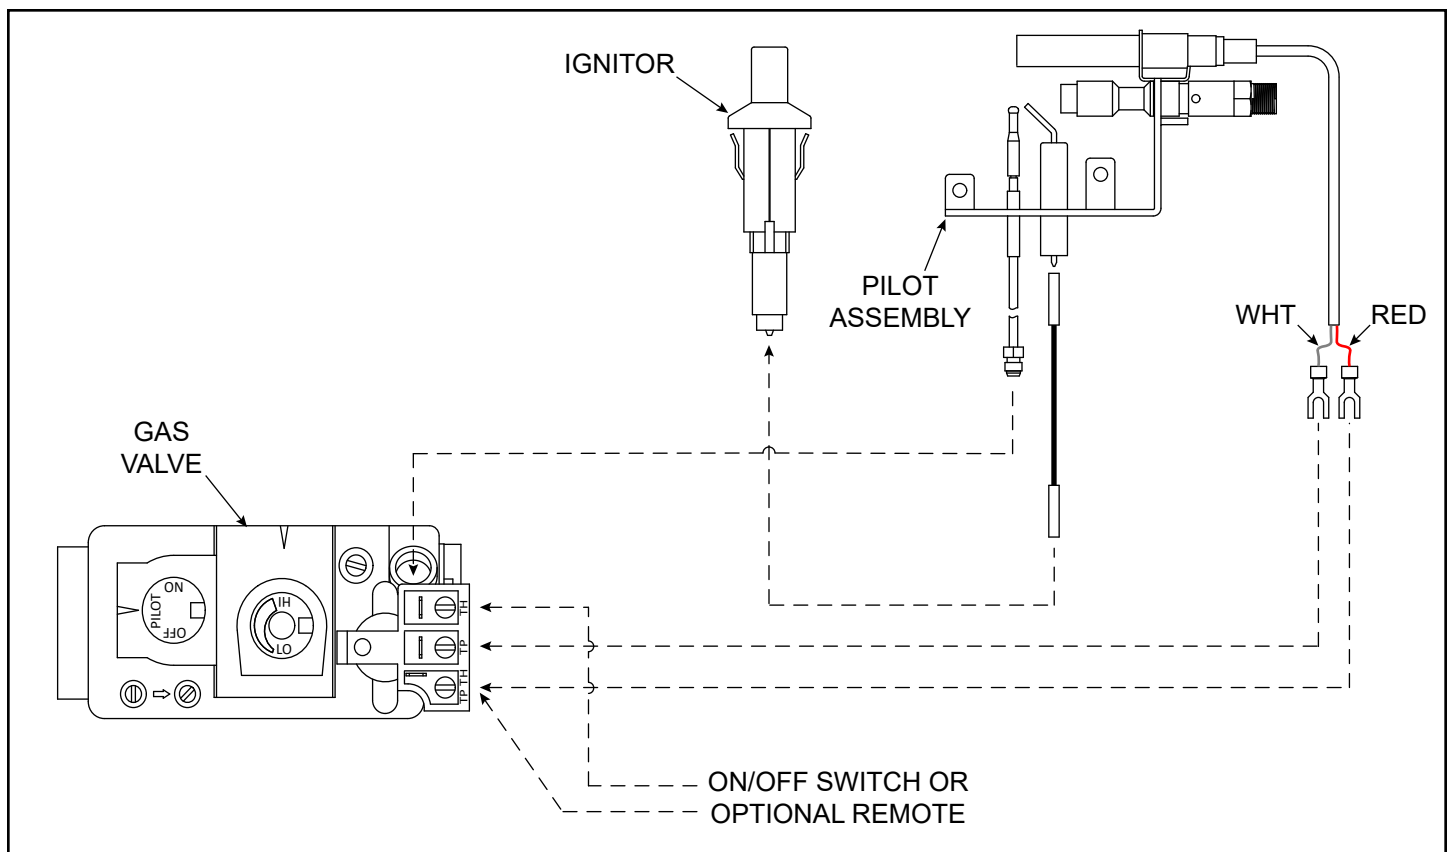 IGNITOR
PILOT
ASSEMBLY
WHT
RED
GAS
VALVE
ON
PILOT
OFF
HI
LO
TH
TP
TP TH
ON/OFF SWITCH OR
OPTIONAL REMOTE